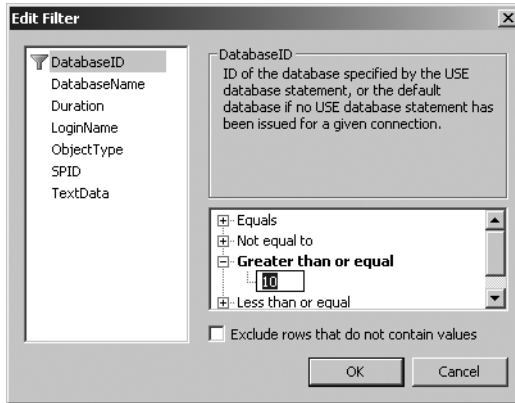 Edit Filter
DatabaseID
DatabaseName
Duration
LoginName
ObjectType
SPID
TextData
DatabaseID
ID of the database specified by the USE
database statement, or the default
database if no USE database statement has
been issued for a given connection.
Equals
Not equal to
Greater than or equal
10
Less than or equal
Exclude rows that do not contain values
OK
Cancel